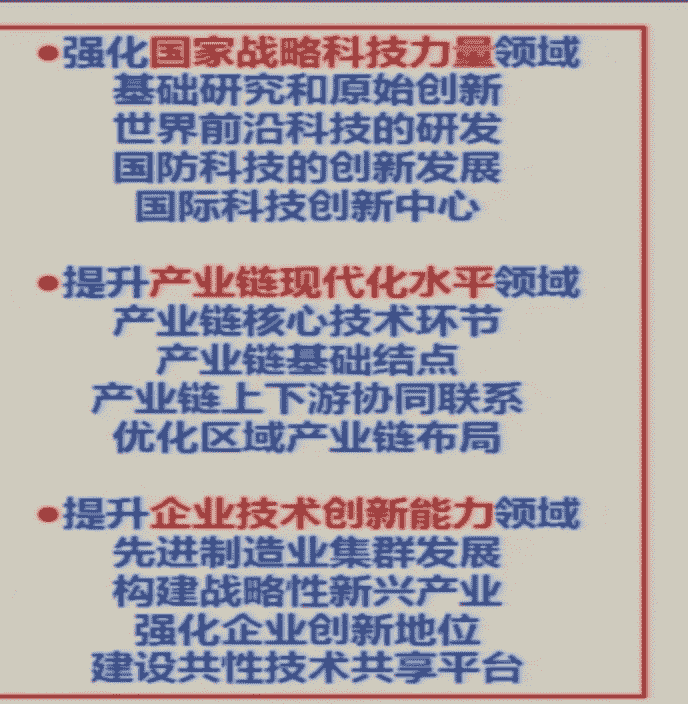 ●强化国家战略科技力量领域
基础研究和原始创新
世界前沿科技的研发
国防科技的创新发展
国际科技创新中心
●提升产业链现代化水平领域
产业链核心技术环节
产业链基础结点
产业链上下游协同联系
优化区域产业链布局
●提升企业技术创新能力领域
先进制造业集群发展
构建战略性新兴产业
强化企业创新地位
建设共性技术共享平台